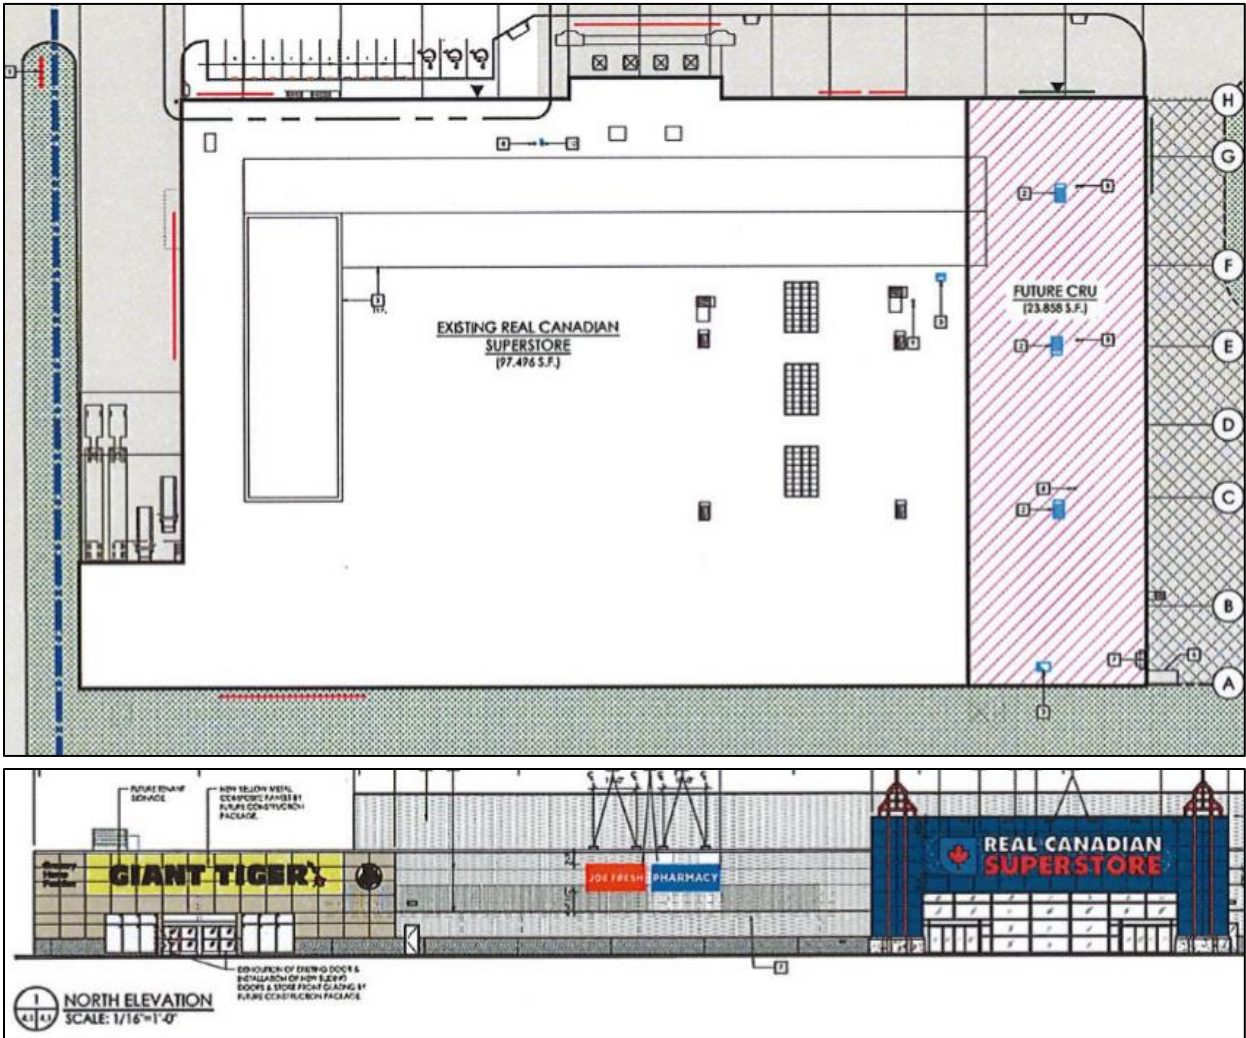 H
G
F
E
D
C
B
A
EXISTING REAL CANADIAN
SUPERSTORE
(97,496 S.F.)
FUTURE CRU
(23,858 S.F.)
FUTURE TENANT
SIGNAGE
NEW YELLOW METAL
COMPOSITE PANELS BY
FUTURE CONSTRUCTION
PACKAGE.
GIANT TIGER
JOE FRESH
PHARMACY
REAL CANADIAN
SUPERSTORE
DEMOLITION OF EXISTING DOOR &
INSTALLATION OF NEW SLIDING
DOORS & STORE FRONT GLAZING BY
FUTURE CONSTRUCTION PACKAGE.
1
NORTH ELEVATION
SCALE: 1/16"=1'-0"